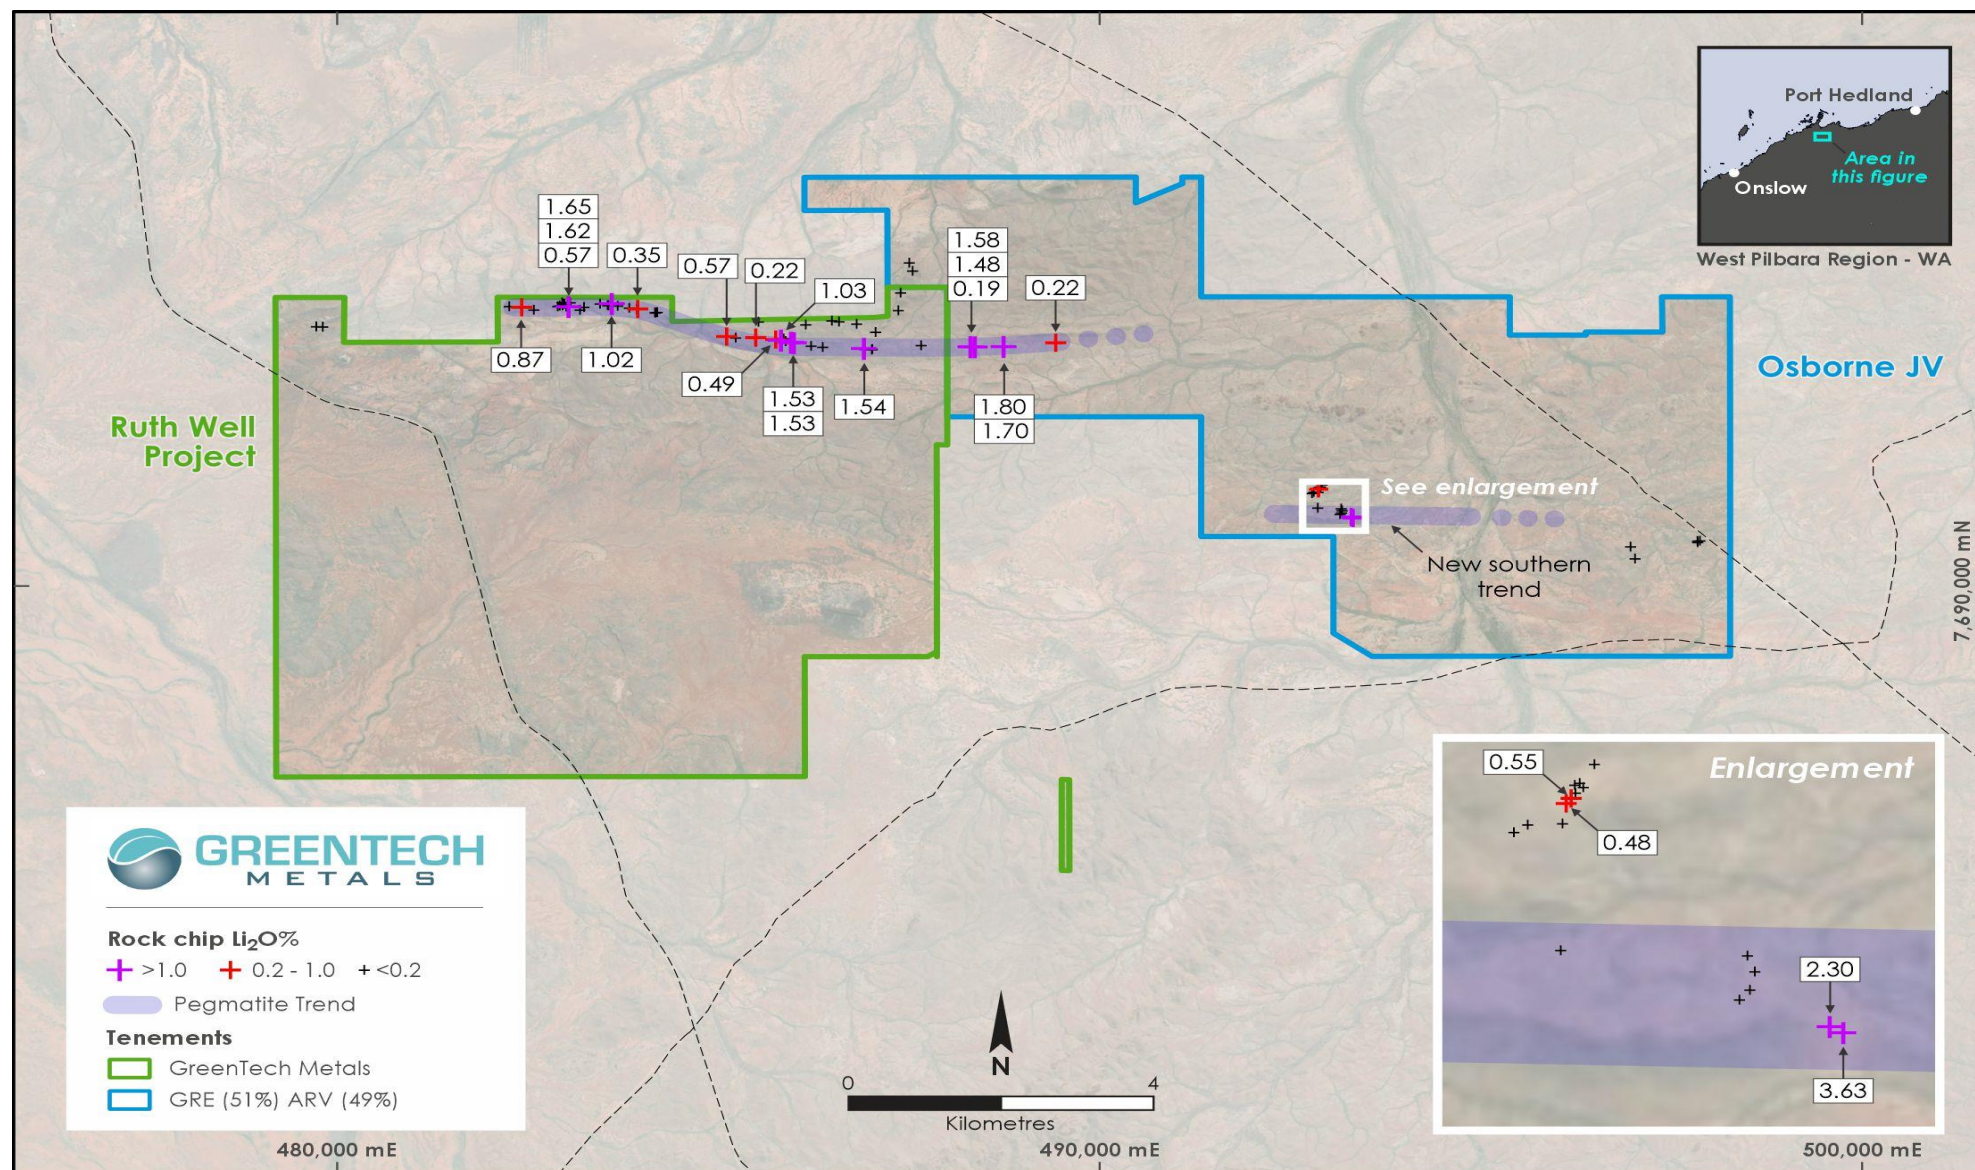 Port Hedland
Area in
this figure
Onslow
West Pilbara Region - WA
1.65
1.62
0.57
0.35
0.57
0.22
1.03
1.58
1.48
0.19
0.22
0.87
1.02
0.49
1.53
1.53
1.54
1.80
1.70
Osborne JV
Ruth Well
Project
See enlargement
New southern
trend
7,690,000 mN
Enlargement
0.55
0.48
2.30
3.63
GREENTECH
METALS
Rock chip Li₂O%
>1.0 0.2 - 1.0 <0.2
Pegmatite Trend
Tenements
GreenTech Metals
GRE (51%) ARV (49%)
N
0 4
Kilometres
480,000 mE 490,000 mE 500,000 mE